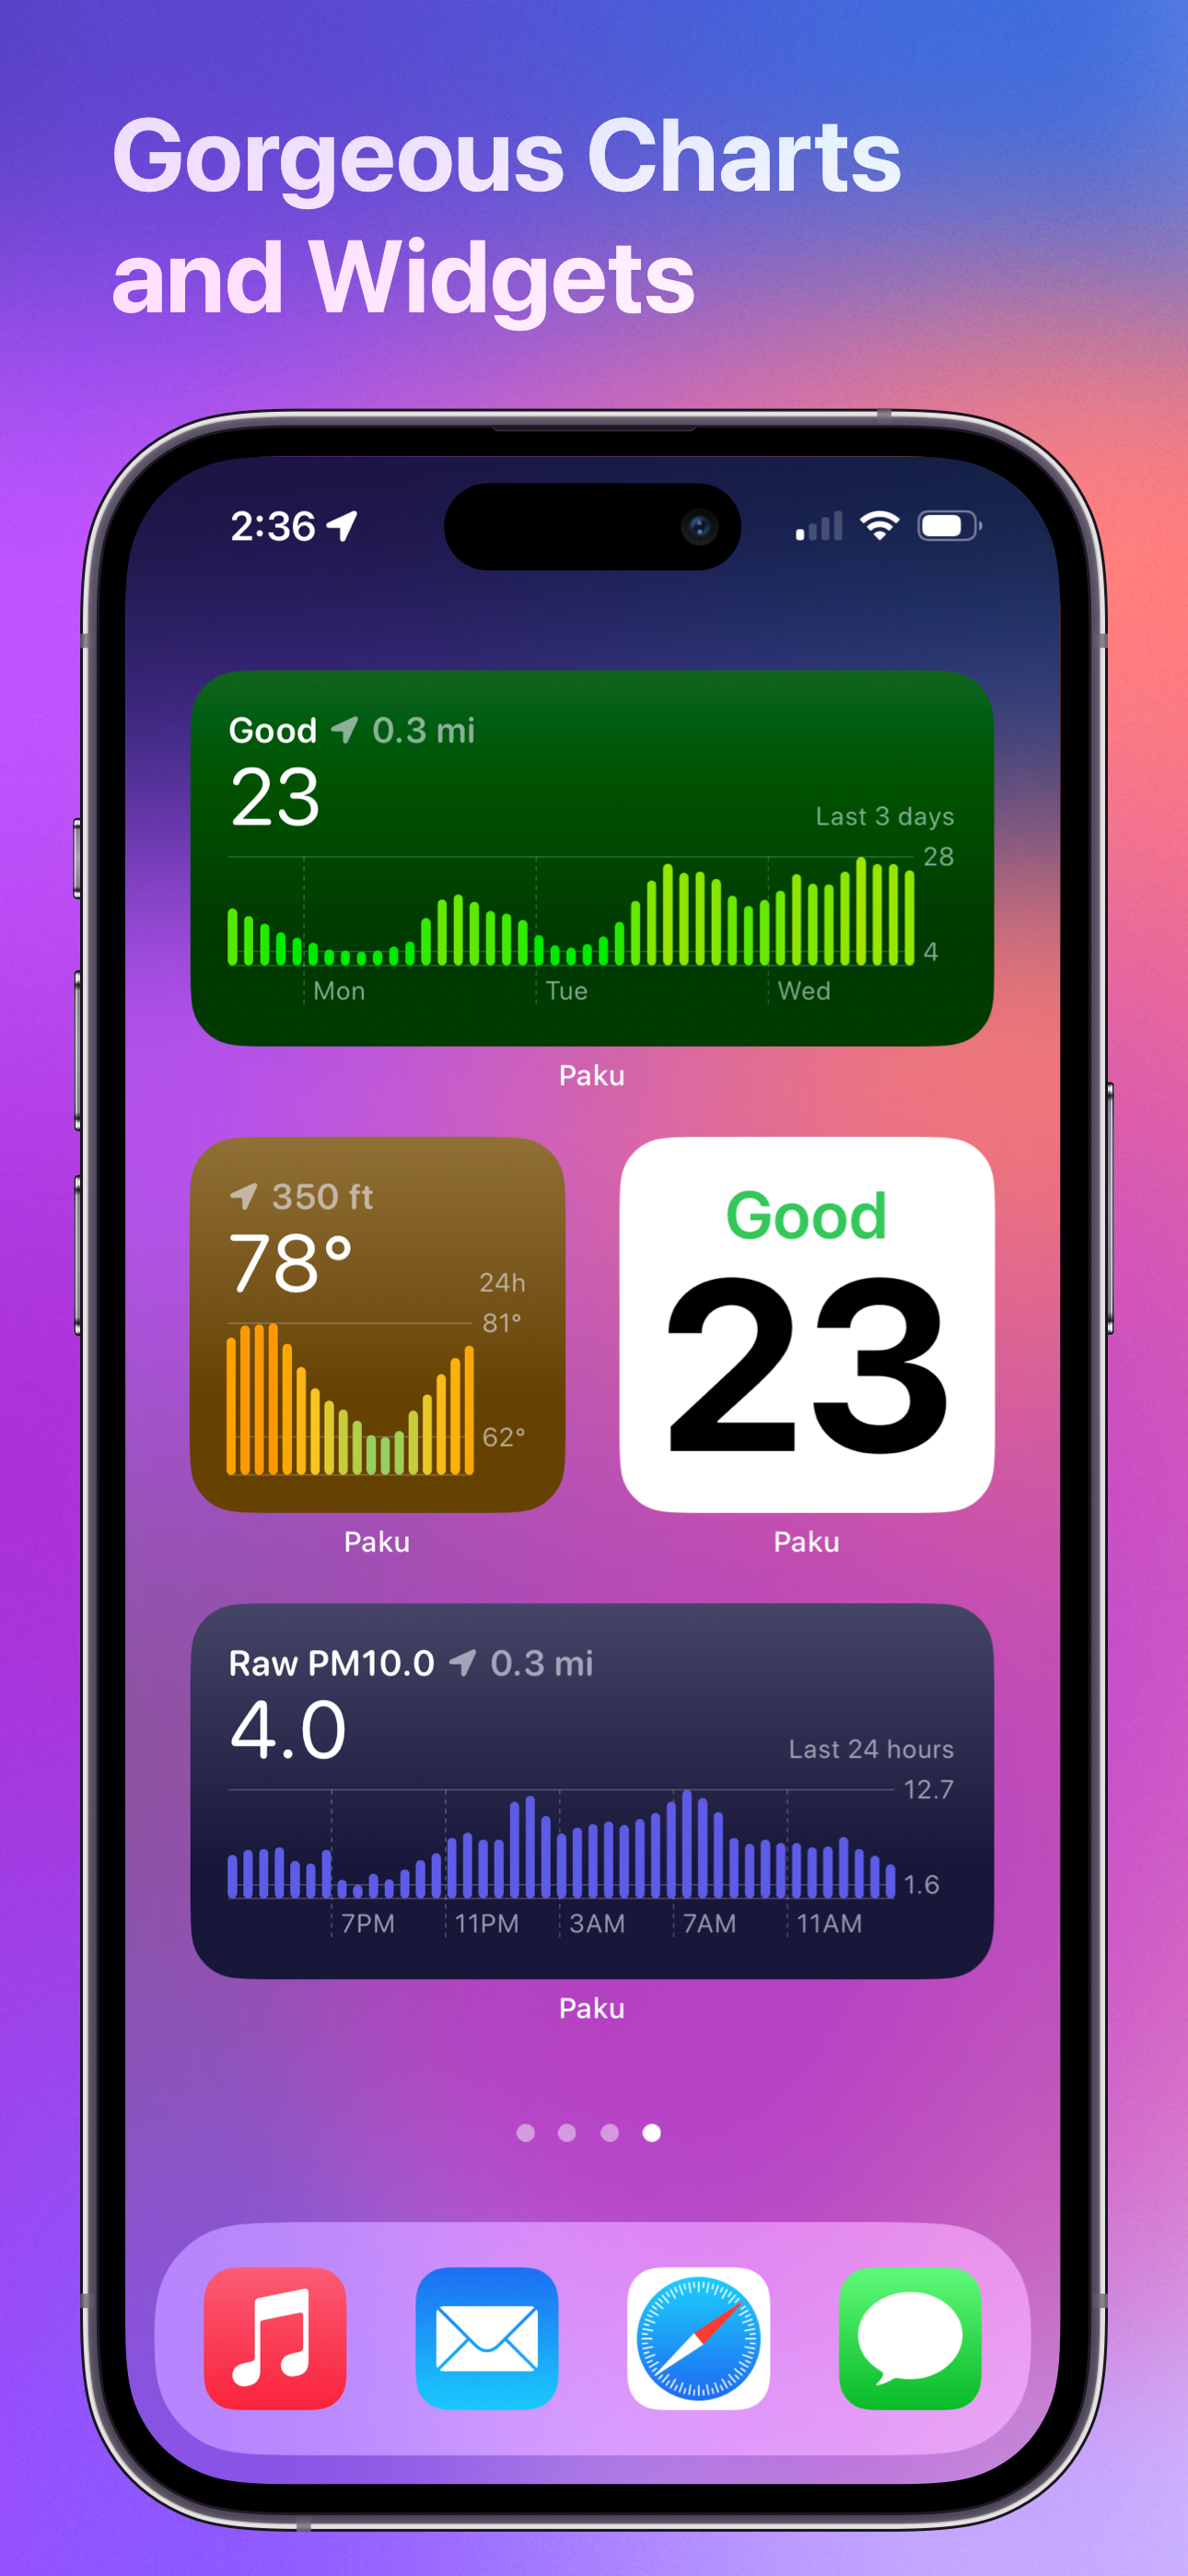 Gorgeous Charts
and Widgets
2:36
Good 0.3 mi
23
Last 3 days
28
4
Mon Tue Wed
Paku
350 ft
78°
24h
81°
62°
Paku
Good
23
Paku
Raw PM10.0 0.3 mi
4.0
Last 24 hours
12.7
1.6
7PM 11PM 3AM 7AM 11AM
Paku